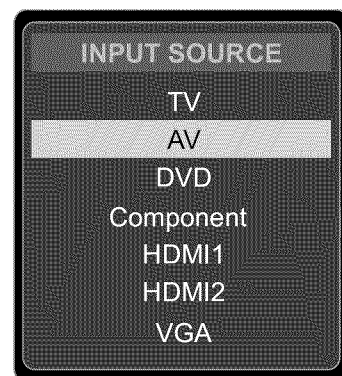 INPUT SOURCE
TV
AV
DVD
Component
HDMI1
HDMI2
VGA